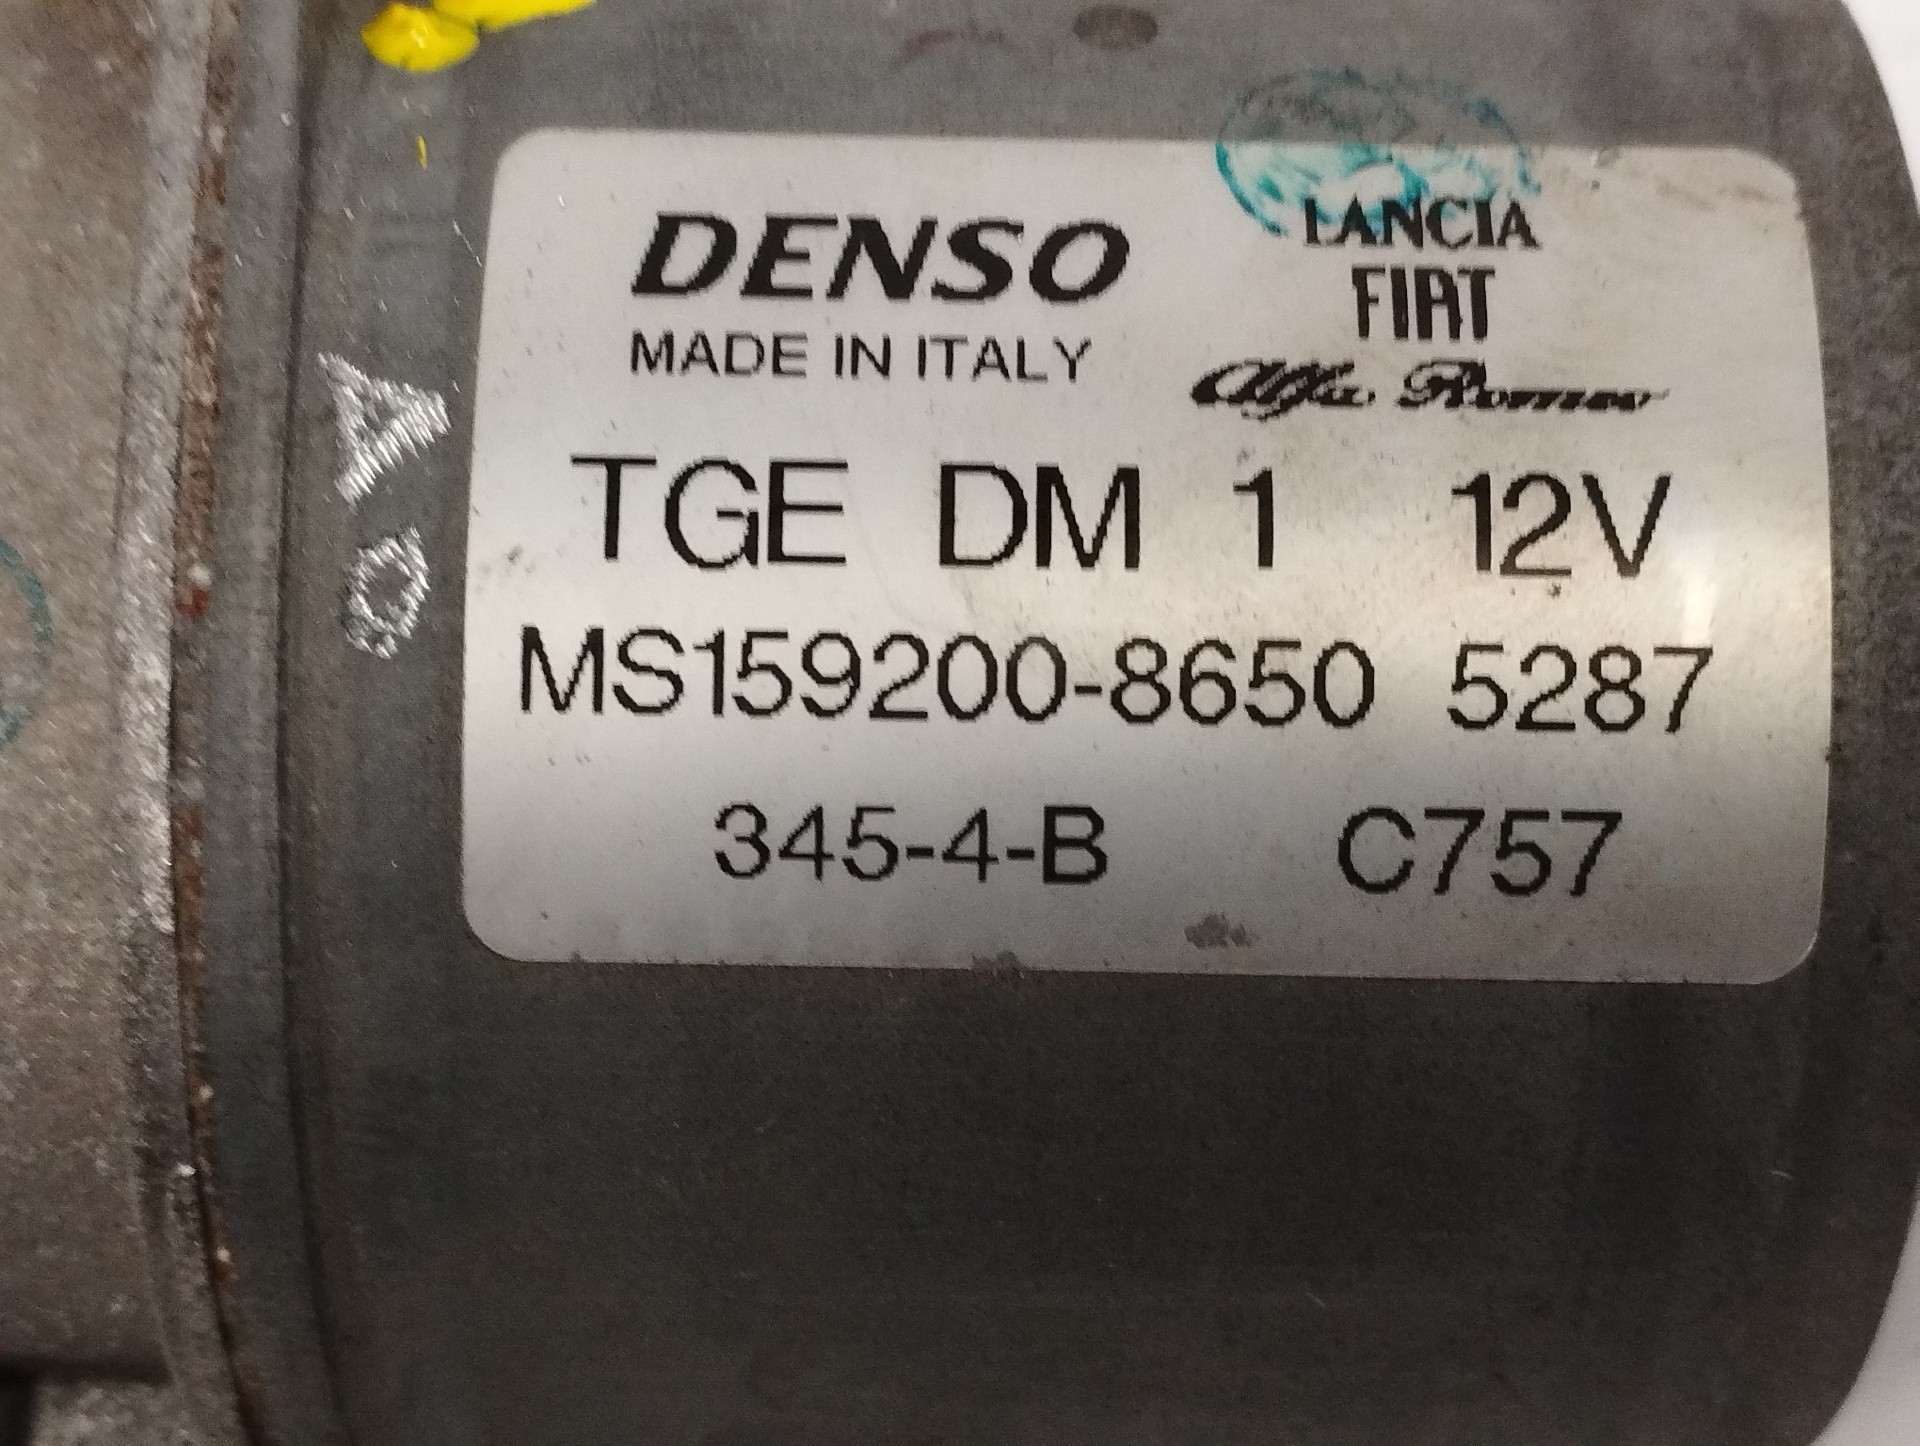 DENSO
MADE IN ITALY
LANCIA
FIAT
Alfa Romeo
TGE DM 1 12V
MS159200-8650 5287
345-4-B C757